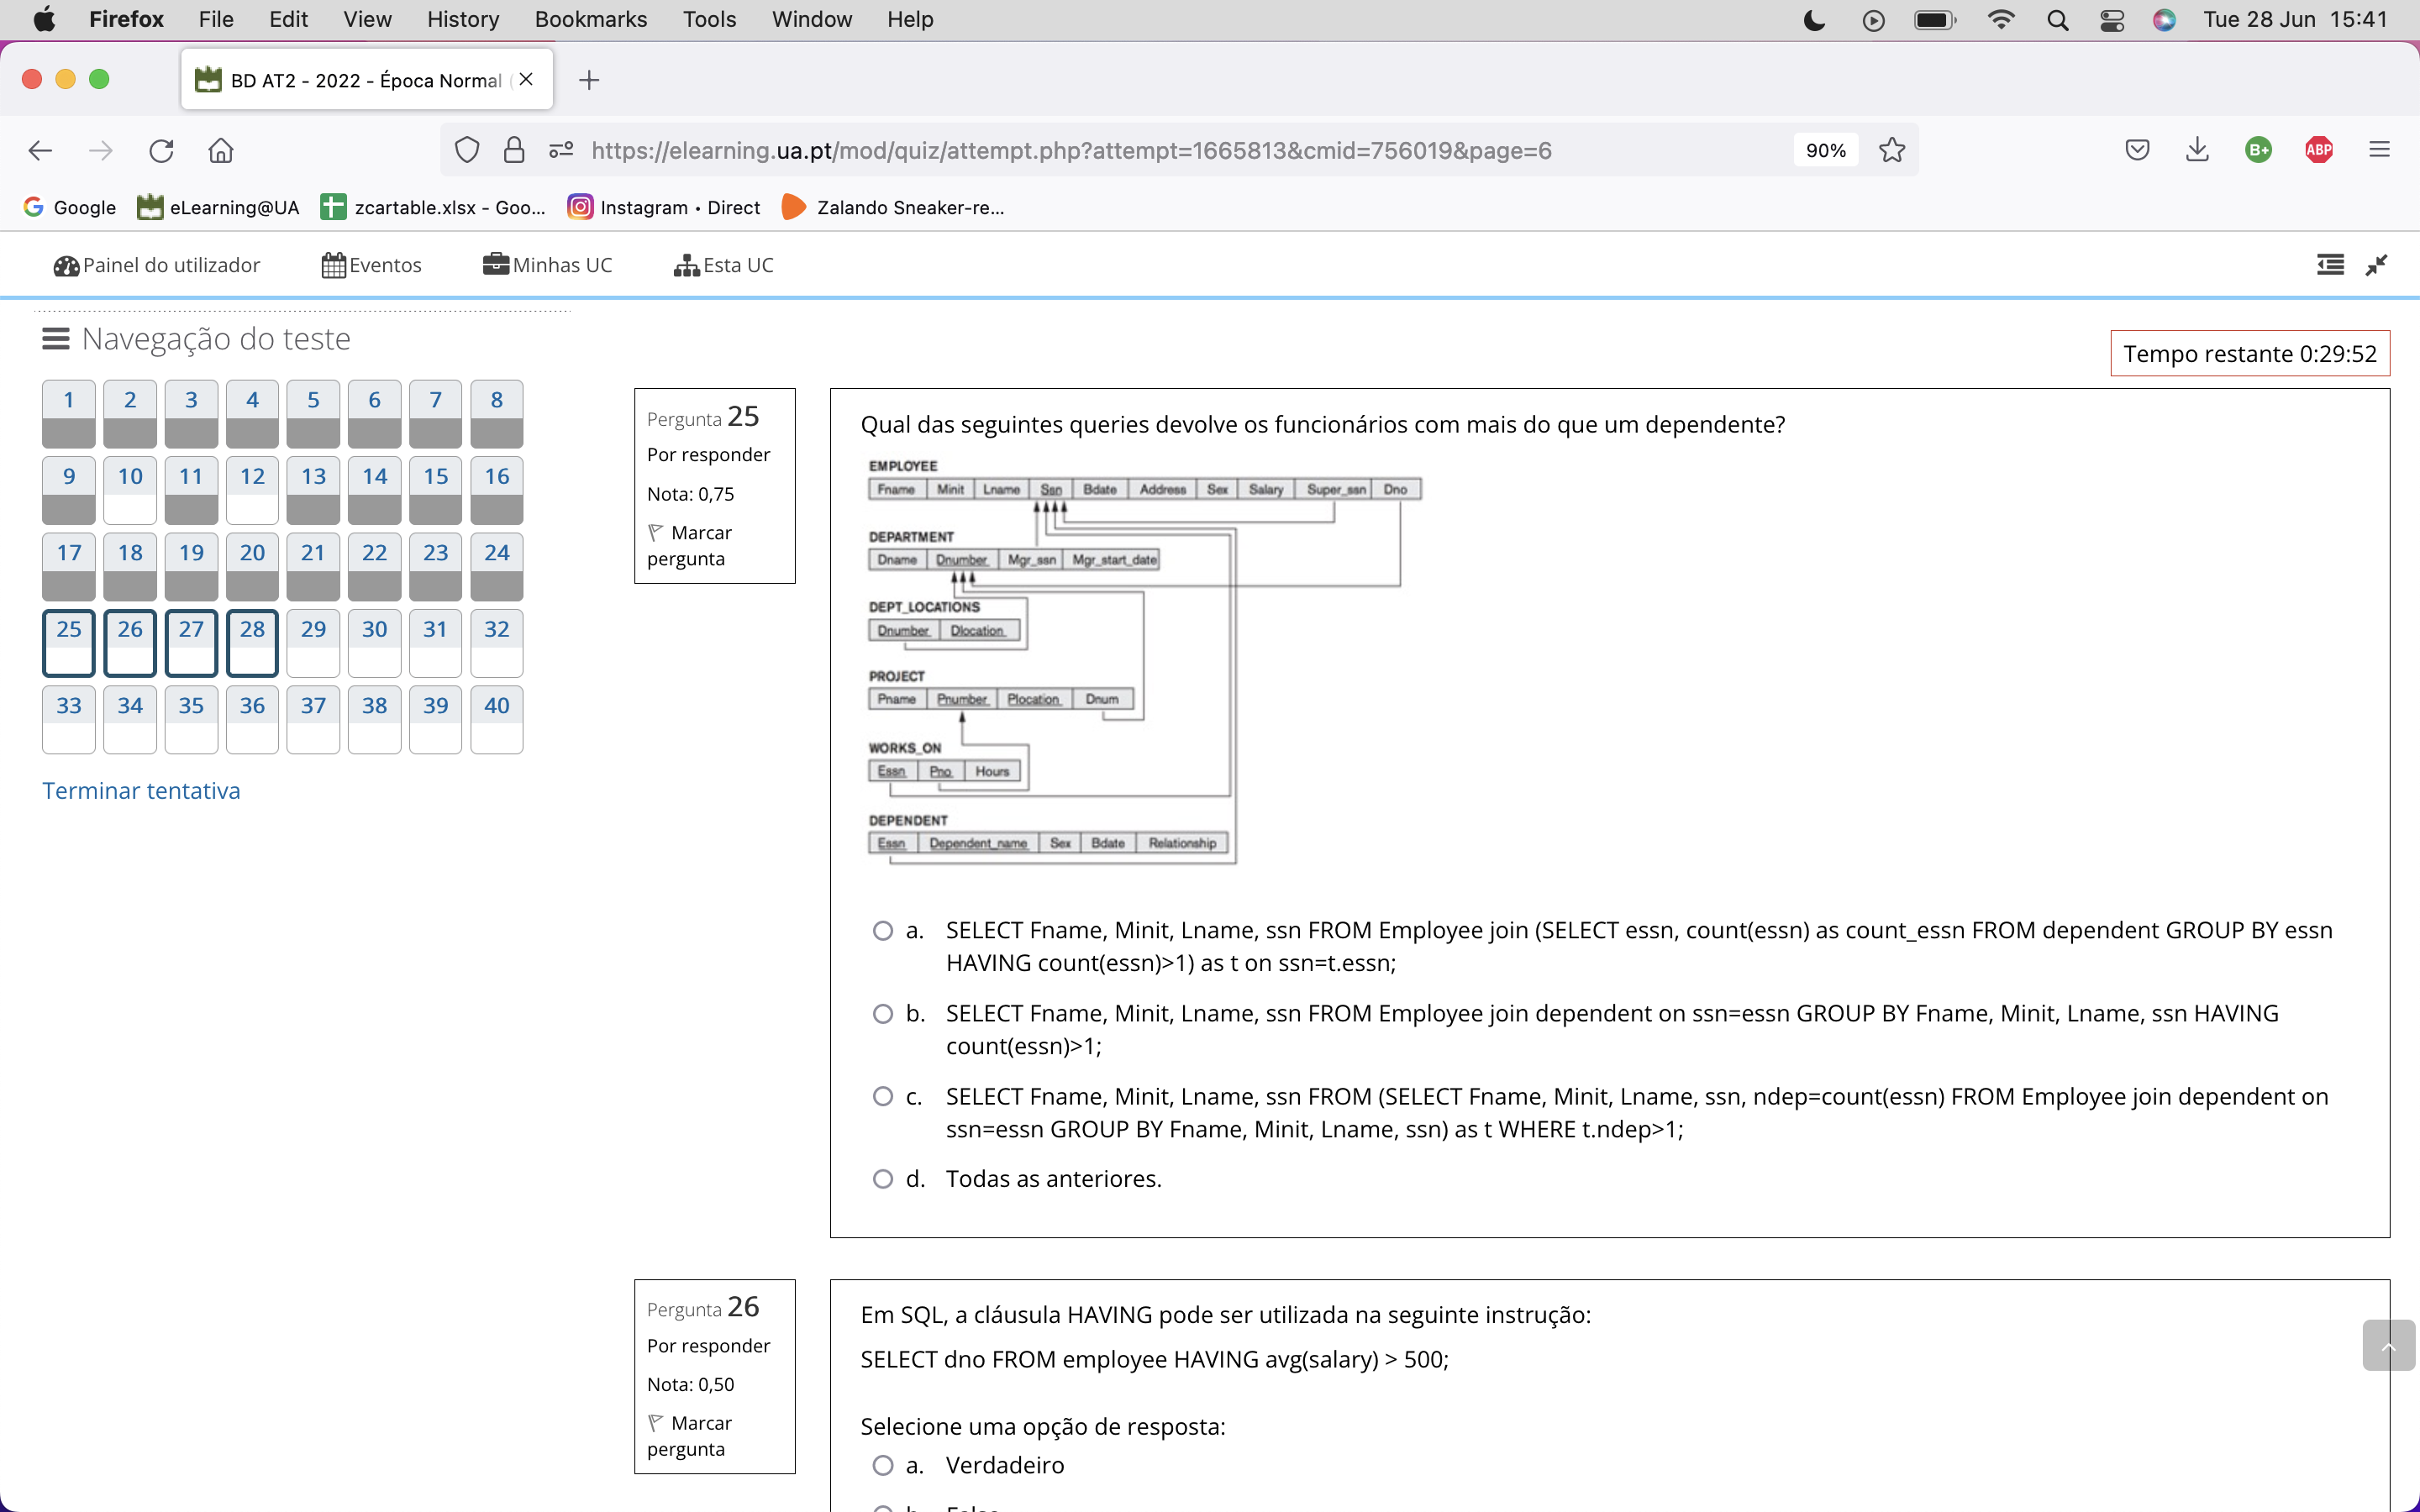 Firefox File Edit View History Bookmarks Tools Window Help Tue 28 Jun 15:41
BD AT2 - 2022 - Época Normal (
https://elearning.ua.pt/mod/quiz/attempt.php?attempt=1665813&cmid=756019&page=6 90% B+ ABP
Google eLearning@UA zcartable.xlsx - Goo... Instagram • Direct Zalando Sneaker-re...
Painel do utilizador Eventos Minhas UC Esta UC
Navegação do teste
Tempo restante 0:29:52
1 2 3 4 5 6 7 8
9 10 11 12 13 14 15 16
17 18 19 20 21 22 23 24
25 26 27 28 29 30 31 32
33 34 35 36 37 38 39 40
Terminar tentativa
Pergunta 25
Por responder
Nota: 0,75
Marcar
pergunta
Qual das seguintes queries devolve os funcionários com mais do que um dependente?
EMPLOYEE
Fname Minit Lname Ssn Bdate Address Sex Salary Super_ssn Dno
DEPARTMENT
Dname Dnumber Mgr_ssn Mgr_start_date
DEPT_LOCATIONS
Dnumber Dlocation
PROJECT
Pname Pnumber Plocation Dnum
WORKS_ON
Essn Pno Hours
DEPENDENT
Essn Dependent_name Sex Bdate Relationship
a. SELECT Fname, Minit, Lname, ssn FROM Employee join (SELECT essn, count(essn) as count_essn FROM dependent GROUP BY essn
HAVING count(essn)>1) as t on ssn=t.essn;
b. SELECT Fname, Minit, Lname, ssn FROM Employee join dependent on ssn=essn GROUP BY Fname, Minit, Lname, ssn HAVING
count(essn)>1;
c. SELECT Fname, Minit, Lname, ssn FROM (SELECT Fname, Minit, Lname, ssn, ndep=count(essn) FROM Employee join dependent on
ssn=essn GROUP BY Fname, Minit, Lname, ssn) as t WHERE t.ndep>1;
d. Todas as anteriores.
Pergunta 26
Por responder
Nota: 0,50
Marcar
pergunta
Em SQL, a cláusula HAVING pode ser utilizada na seguinte instrução:
SELECT dno FROM employee HAVING avg(salary) > 500;
Selecione uma opção de resposta:
a. Verdadeiro